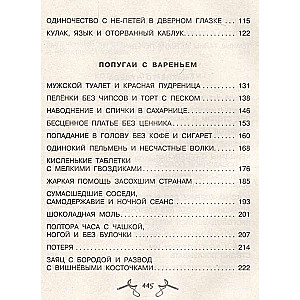 ОДИНОЧЕСТВО С НЕ-ПЕТЕЙ В ДВЕРНОМ ГЛАЗКЕ ... 115
КУЛАК, ЯЗЫК И ОТОРВАННЫЙ КАБЛУК ... 122
ПОПУГАИ С ВАРЕНЬЕМ
МУЖСКОЙ ТУАЛЕТ И КРАСНАЯ ПУДРЕНИЦА ... 131
ПЕЛЁНКИ БЕЗ ЧИПСОВ И ТОРТ С ПЕСКОМ ... 138
НАВОДНЕНИЕ И СПИЧКИ В САХАРНИЦЕ ... 146
БЕСЦЕННОЕ ПЛАТЬЕ БЕЗ ЦЕННИКА ... 153
ПОПАДАНИЕ В ГОЛОВУ БЕЗ КОФЕ И СИГАРЕТ ... 160
ОДИНОКИЙ ПЕЛЬМЕНЬ И НЕСЧАСТНЫЕ ВОЛКИ ... 168
КИСЛЕНЬКИЕ ТАБЛЕТКИ
С МЕЛКИМИ ГВОЗДИКАМИ ... 176
ЖАРКАЯ ПОМОЩЬ ЗАСОХШИМ СТРАНАМ ... 185
СУМАСШЕДШИЕ СОСЕДИ,
САМОДЕРЖАВИЕ И НОЧНОЙ СЕАНС ... 193
ШОКОЛАДНАЯ МОЛЬ ... 201
ПОЛТОРА ЧАСА С ЧАШКОЙ,
НОГОЙ И БЕЗ БУЛОЧКИ ... 207
ПОТЕРЯ ... 214
ЗАЯЦ С БОРОДОЙ И РАЗВОД
С ВИШНЁВЫМИ КОСТОЧКАМИ ... 222
445